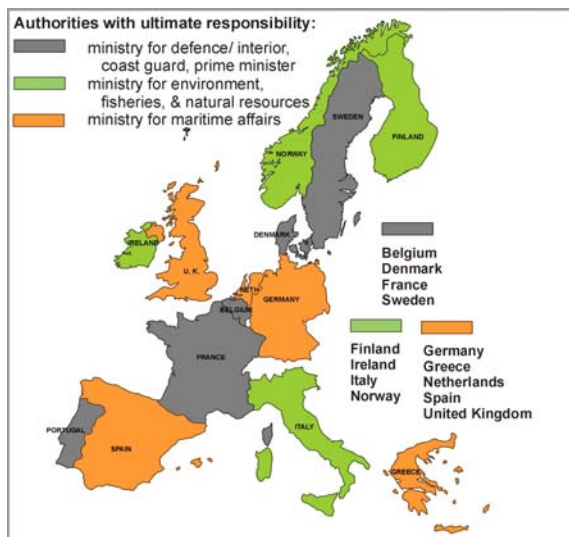 Authorities with ultimate responsibility:
ministry for defence/ interior,
coast guard, prime minister
ministry for environment,
fisheries, & natural resources
ministry for maritime affairs
SWEDEN
FINLAND
NORWAY
DENMARK
IRELAND
U. K.
NETH
BELGIUM
GERMANY
FRANCE
PORTUGAL
SPAIN
ITALY
GREECE
Belgium
Denmark
France
Sweden
Finland
Ireland
Italy
Norway
Germany
Greece
Netherlands
Spain
United Kingdom